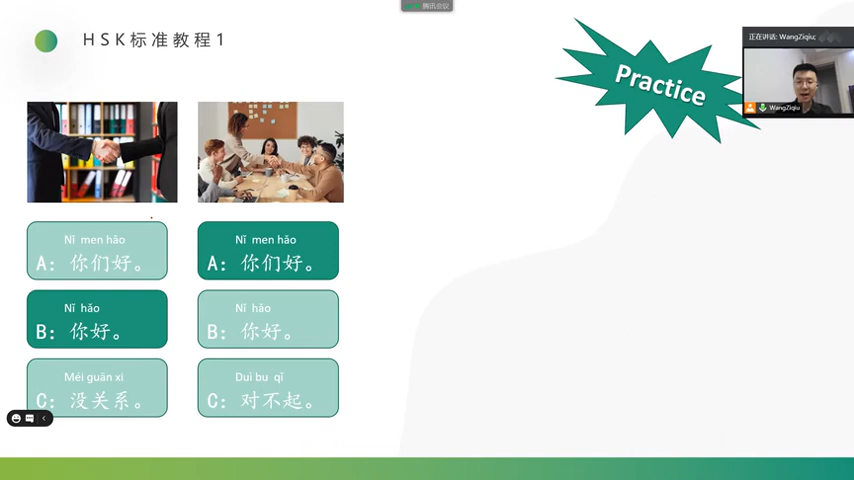 腾讯会议
HSK标准教程1
Practice
正在讲话: WangZiqiu;
WangZiqiu
Nǐ men hǎo
A: 你们好。
Nǐ hǎo
B: 你好。
Méi guān xi
C: 没关系。
Nǐ men hǎo
A: 你们好。
Nǐ hǎo
B: 你好。
Duì bu qǐ
C: 对不起。